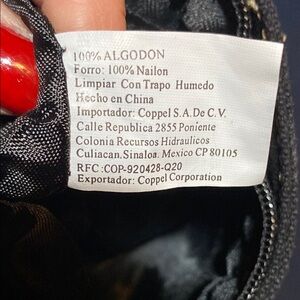 100% ALGODON
Forro: 100% Nailon
Limpiar Con Trapo Humedo
Hecho en China
Importador: Coppel S.A. De C.V.
Calle Republica 2855 Poniente
Colonia Recursos Hidraulicos
Culiacan.Sinaloa. Mexico CP 80105
RFC :COP-920428-Q20
Exportador: Coppel Corporation